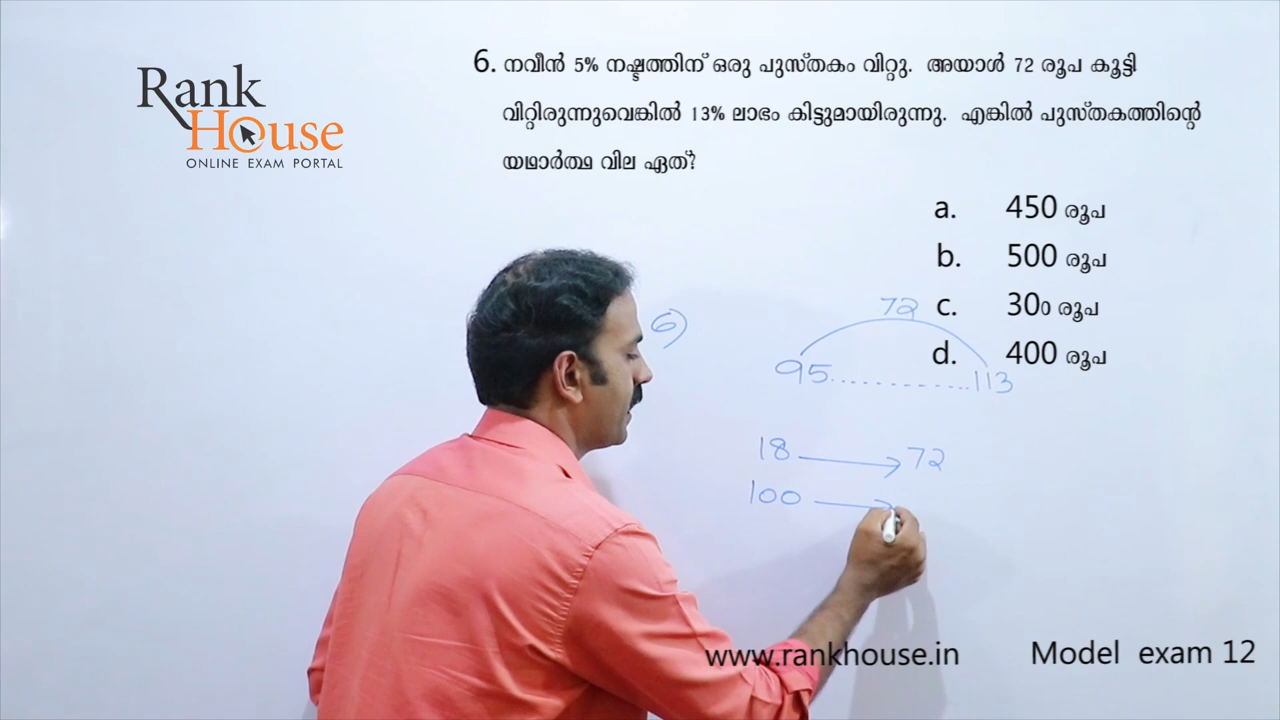 Rank
House
ONLINE EXAM PORTAL
6. നവീൻ 5% നഷ്ടത്തിന് ഒരു പുസ്തകം വിറ്റു. അയാൾ 72 രൂപ കൂട്ടി
വിറ്റിരുന്നുവെങ്കിൽ 13% ലാഭം കിട്ടുമായിരുന്നു. എങ്കിൽ പുസ്തകത്തിന്റെ
യഥാർത്ഥ വില ഏത്?
a. 450 രൂപ
b. 500 രൂപ
c. 300 രൂപ
d. 400 രൂപ
6)
72
95............113
18 → 72
100 →
www.rankhouse.in
Model exam 12